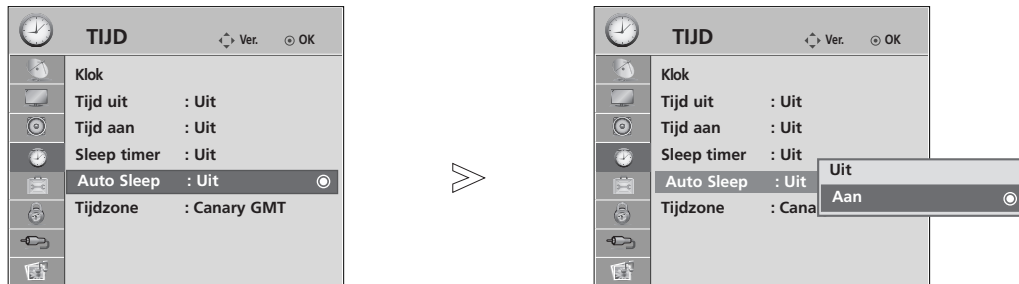 TIJD Ver. OK
Klok
Tijd uit : Uit
Tijd aan : Uit
Sleep timer : Uit
Auto Sleep : Uit
Tijdzone : Canary GMT
TIJD Ver. OK
Klok
Tijd uit : Uit
Tijd aan : Uit
Sleep timer : Uit
Auto Sleep : Uit
Tijdzone : Cana
Uit
Aan